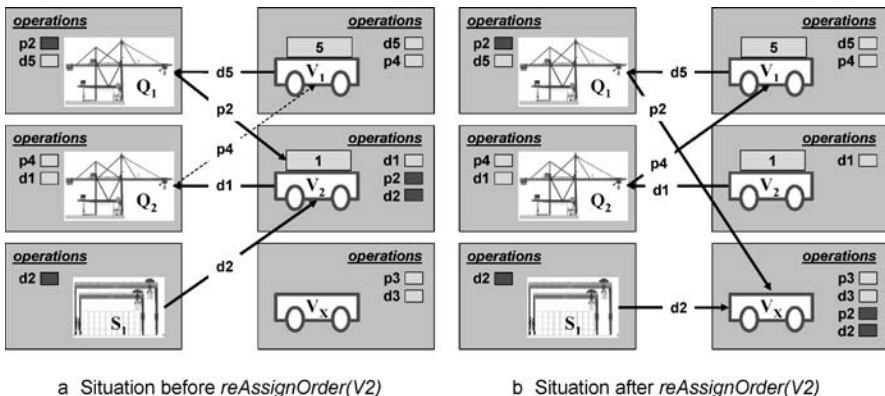 operations
p2
d5
Q1
d5
5
V1
operations
d5
p4
p2
p4
operations
p4
d1
Q2
d1
1
V2
operations
d1
p2
d2
operations
d2
S1
d2
VX
operations
p3
d3
operations
p2
d5
Q1
d5
5
V1
operations
d5
p4
p2
p4
operations
p4
d1
Q2
d1
1
V2
operations
d1
operations
d2
S1
d2
VX
operations
p3
d3
p2
d2
a Situation before reAssignOrder(V2)
b Situation after reAssignOrder(V2)